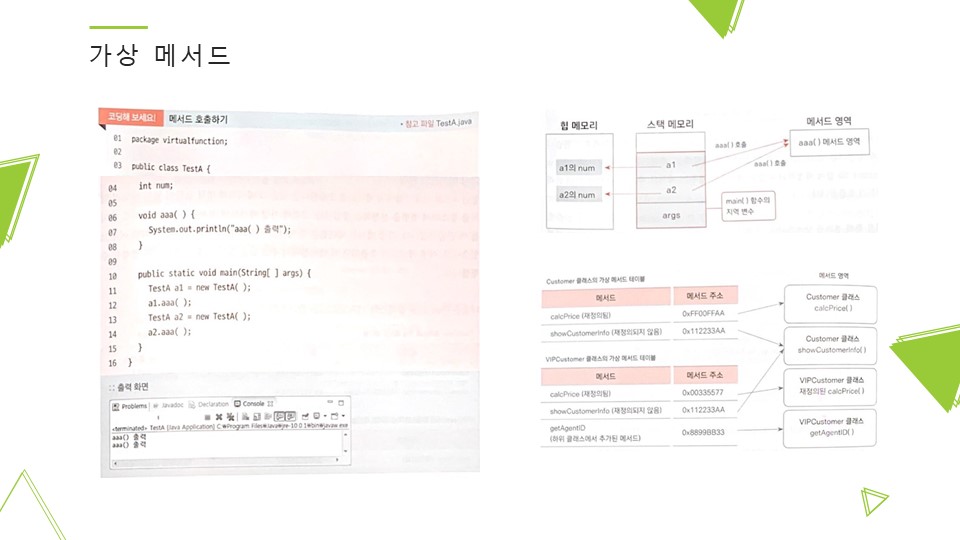 가상 메서드
코딩해 보세요! 메서드 호출하기 • 참고 파일 TestA.java
01 package virtualfunction;
02
03 public class TestA {
04 int num;
05
06 void aaa( ) {
07 System.out.println("aaa( ) 출력");
08 }
09
10 public static void main(String[ ] args) {
11 TestA a1 = new TestA( );
12 a1.aaa( );
13 TestA a2 = new TestA( );
14 a2.aaa( );
15 }
16 }
:: 출력 화면
Problems Javadoc Declaration Console
<terminated> TestA [Java Application] C:₩Program Files₩Java₩jre-10.0.1₩bin₩javaw.exe
aaa() 출력
aaa() 출력
힙 메모리 스택 메모리 메서드 영역
aaa( ) 호출
aaa( ) 메서드 영역
a1의 num a1
aaa( ) 호출
a2의 num a2
args
main( ) 함수의
지역 변수
Customer 클래스의 가상 메서드 테이블
메서드 메서드 주소
calcPrice (재정의됨) 0xFF00FFAA
showCustomerInfo (재정의되지 않음) 0x112233AA
VIPCustomer 클래스의 가상 메서드 테이블
메서드 메서드 주소
calcPrice (재정의됨) 0x00335577
showCustomerInfo (재정의되지 않음) 0x112233AA
getAgentID
(하위 클래스에서 추가된 메서드) 0x8899BB33
메서드 영역
Customer 클래스
calcPrice( )
Customer 클래스
showCustomerInfo( )
VIPCustomer 클래스
재정의된 calcPrice( )
VIPCustomer 클래스
getAgentID( )